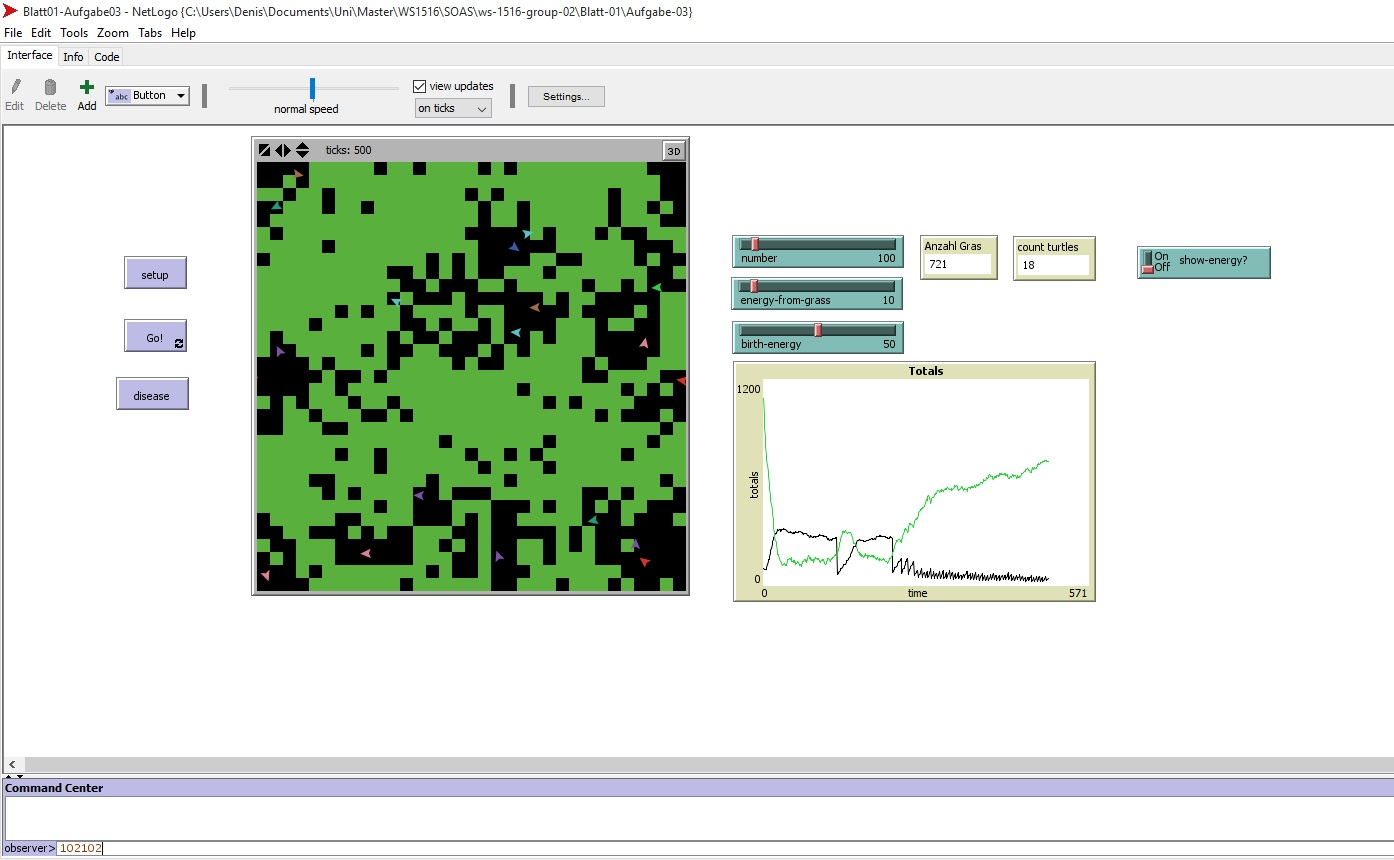 Blatt01-Aufgabe03 - NetLogo {C:\Users\Denis\Documents\Uni\Master\WS1516\SOAS\ws-1516-group-02\Blatt-01\Aufgabe-03}
File Edit Tools Zoom Tabs Help
Interface Info Code
Edit Delete Add abc Button normal speed view updates on ticks Settings...
ticks: 500 3D
setup
Go!
disease
number 100
energy-from-grass 10
birth-energy 50
Anzahl Gras
721
count turtles
18
On
Off
show-energy?
Totals
1200
totals
0
0 time 571
Command Center
observer> 102102